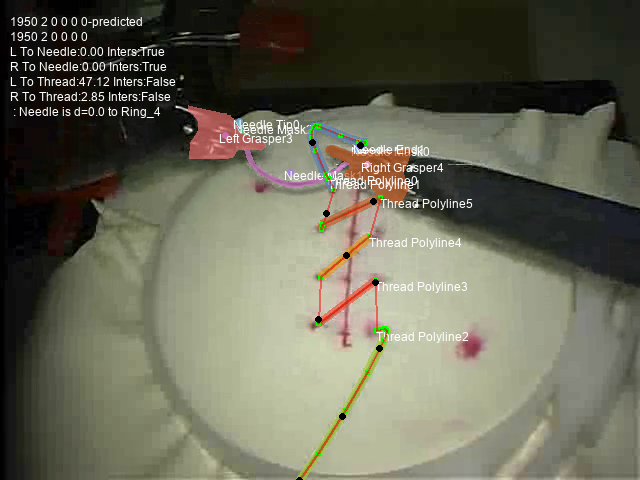 1950 2 0 0 0 0-predicted
1950 2 0 0 0 0
L To Needle:0.00 Inters:True
R To Needle:0.00 Inters:True
L To Thread:47.12 Inters:False
R To Thread:2.85 Inters:False
: Needle is d=0.0 to Ring_4
Needle Tip0
Needle Mask
Left Grasper3
Needle End
Right Grasper4
Thread Polyline0
Thread Polyline1
Thread Polyline5
Thread Polyline4
Thread Polyline3
Thread Polyline2